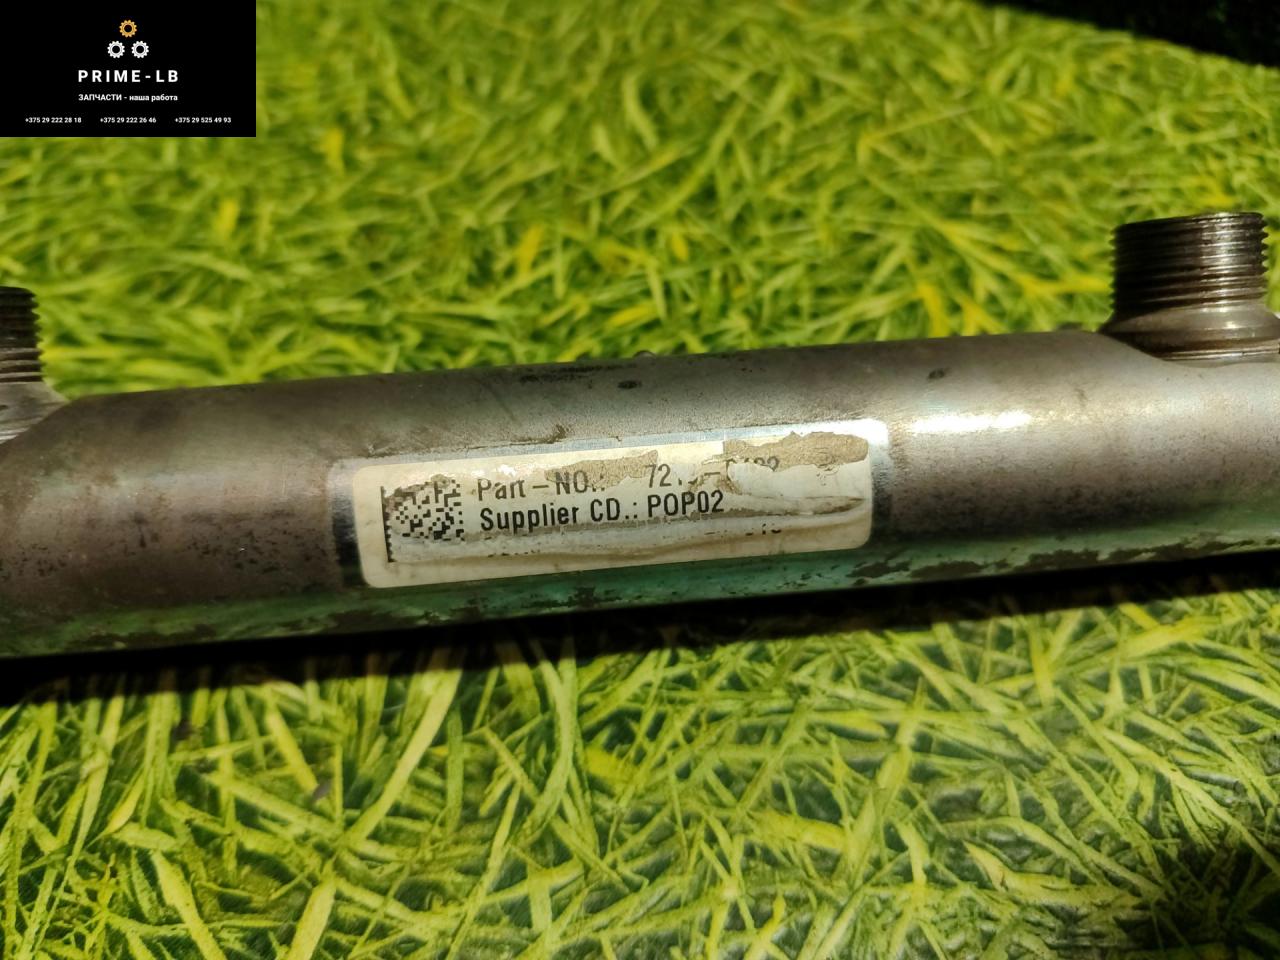 PRIME-LB
ЗАПЧАСТИ - наша работа
+375 29 222 28 18 +375 29 222 26 46 +375 29 525 49 93
Part-NO.:
Supplier CD.: POP02